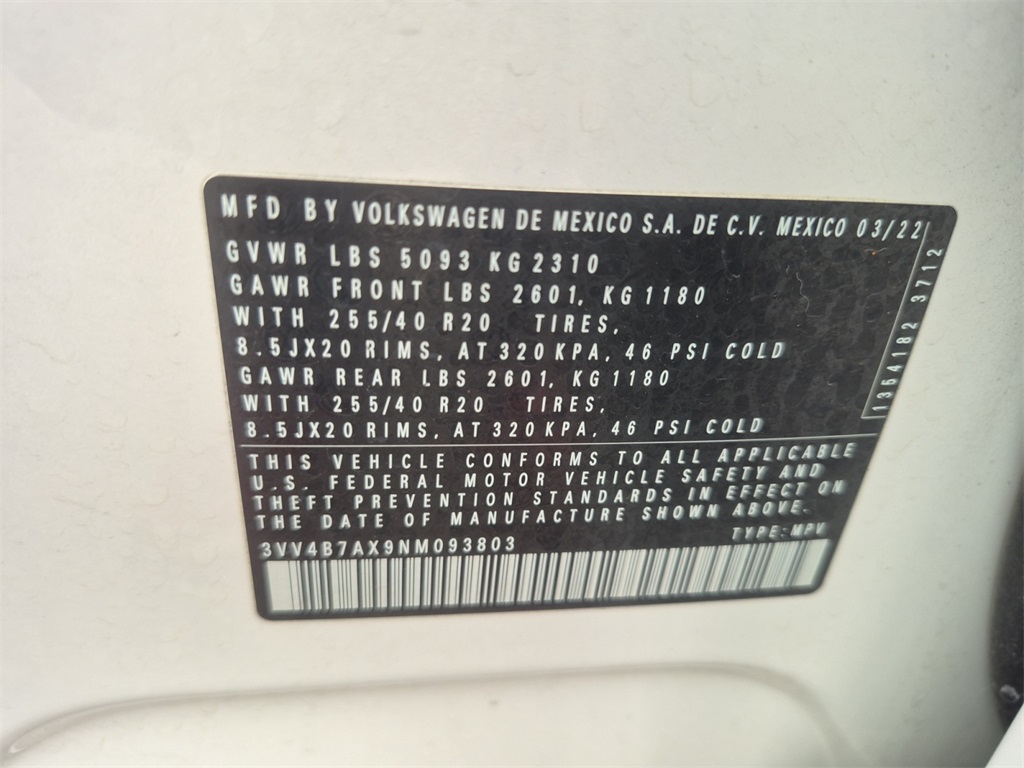 MFD BY VOLKSWAGEN DE MEXICO S.A. DE C.V. MEXICO 03/22
GVWR LBS 5093 KG 2310
GAWR FRONT LBS 2601, KG 1180
WITH 255/40 R20 TIRES,
8.5JX20 RIMS, AT 320 KPA, 46 PSI COLD
GAWR REAR LBS 2601, KG 1180
WITH 255/40 R20 TIRES,
8.5JX20 RIMS, AT 320 KPA, 46 PSI COLD
1354182 3712
THIS VEHICLE CONFORMS TO ALL APPLICABLE
U.S. FEDERAL MOTOR VEHICLE SAFETY AND
THEFT PREVENTION STANDARDS IN EFFECT ON
THE DATE OF MANUFACTURE SHOWN ABOVE.
3VV4B7AX9NM093803
TYPE: MPV